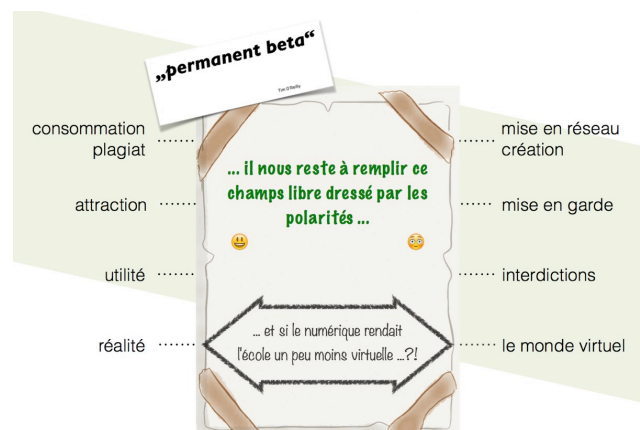 „permanent beta“
Tim O'Reilly
consommation
plagiat
attraction
utilité
réalité
... il nous reste à remplir ce
champs libre dressé par les
polarités ...
... et si le numérique rendait
l'école un peu moins virtuelle ...?!
mise en réseau
création
mise en garde
interdictions
le monde virtuel